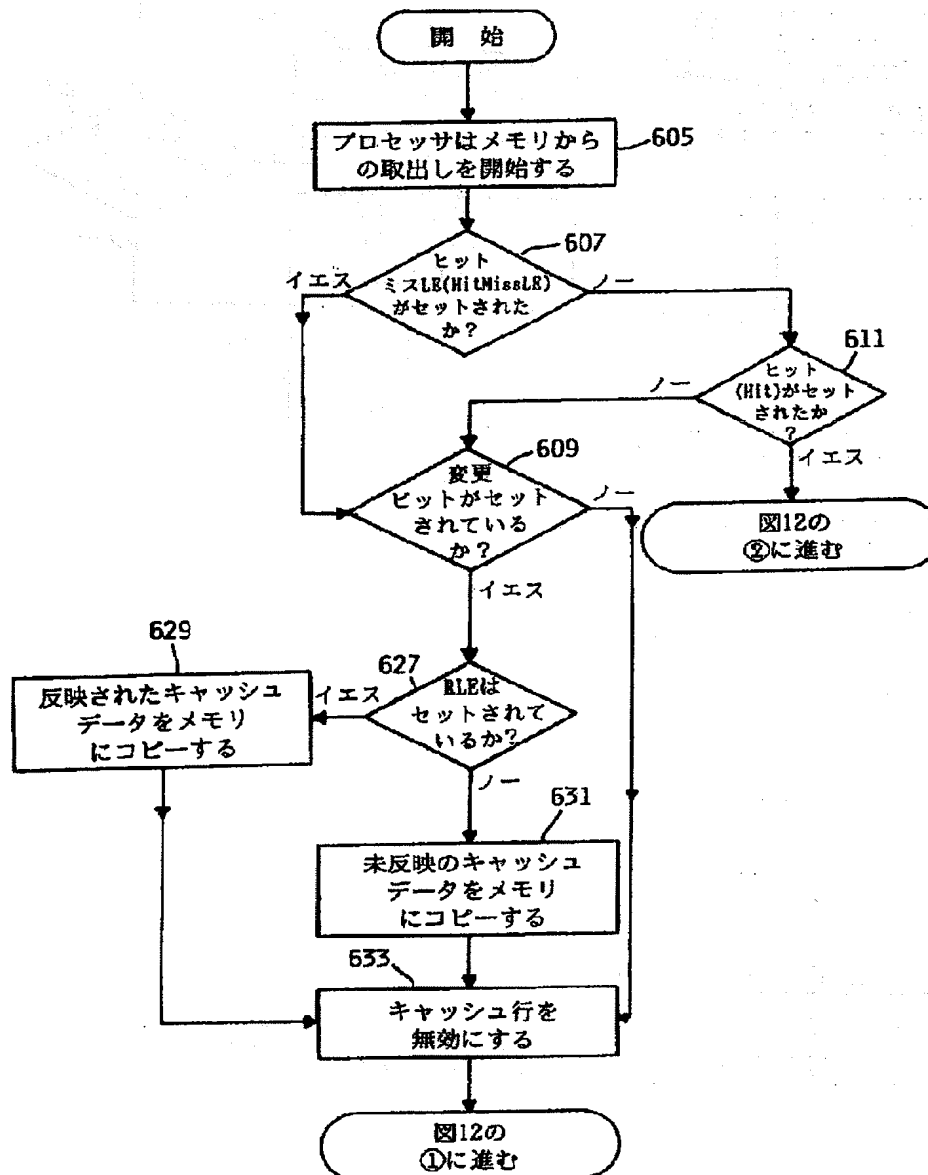 開 始
プロセッサはメモリから
の取出しを開始する
605
607
ヒット
ミスLE(HitMissLE)
がセットされた
か?
イエス
ノー
611
ヒット
(Hit)がセット
されたか
?
ノー
イエス
図12の
②に進む
609
変更
ビットがセット
されている
か?
ノー
イエス
629
反映されたキャッシュ
データをメモリ
にコピーする
627
RLEは
セットされて
いるか?
イエス
ノー
631
未反映のキャッシュ
データをメモリ
にコピーする
633
キャッシュ行を
無効にする
図12の
①に進む